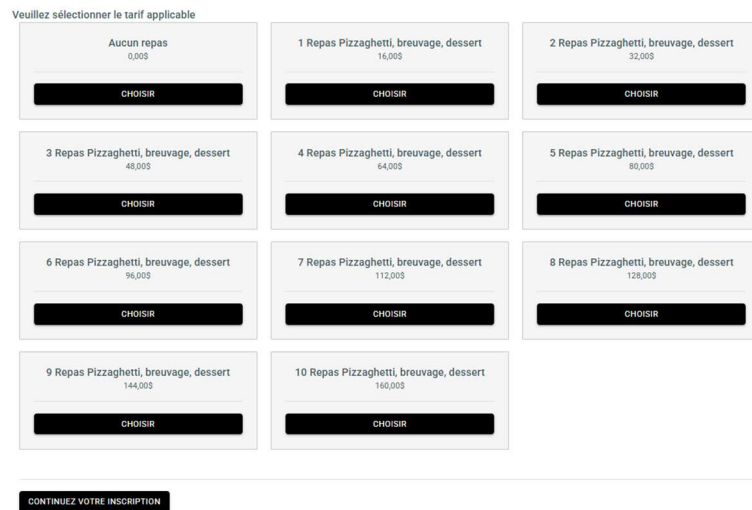 Veuillez sélectionner le tarif applicable
Aucun repas
0,00$
CHOISIR
1 Repas Pizzaghetti, breuvage, dessert
16,00$
CHOISIR
2 Repas Pizzaghetti, breuvage, dessert
32,00$
CHOISIR
3 Repas Pizzaghetti, breuvage, dessert
48,00$
CHOISIR
4 Repas Pizzaghetti, breuvage, dessert
64,00$
CHOISIR
5 Repas Pizzaghetti, breuvage, dessert
80,00$
CHOISIR
6 Repas Pizzaghetti, breuvage, dessert
96,00$
CHOISIR
7 Repas Pizzaghetti, breuvage, dessert
112,00$
CHOISIR
8 Repas Pizzaghetti, breuvage, dessert
128,00$
CHOISIR
9 Repas Pizzaghetti, breuvage, dessert
144,00$
CHOISIR
10 Repas Pizzaghetti, breuvage, dessert
160,00$
CHOISIR
CONTINUEZ VOTRE INSCRIPTION